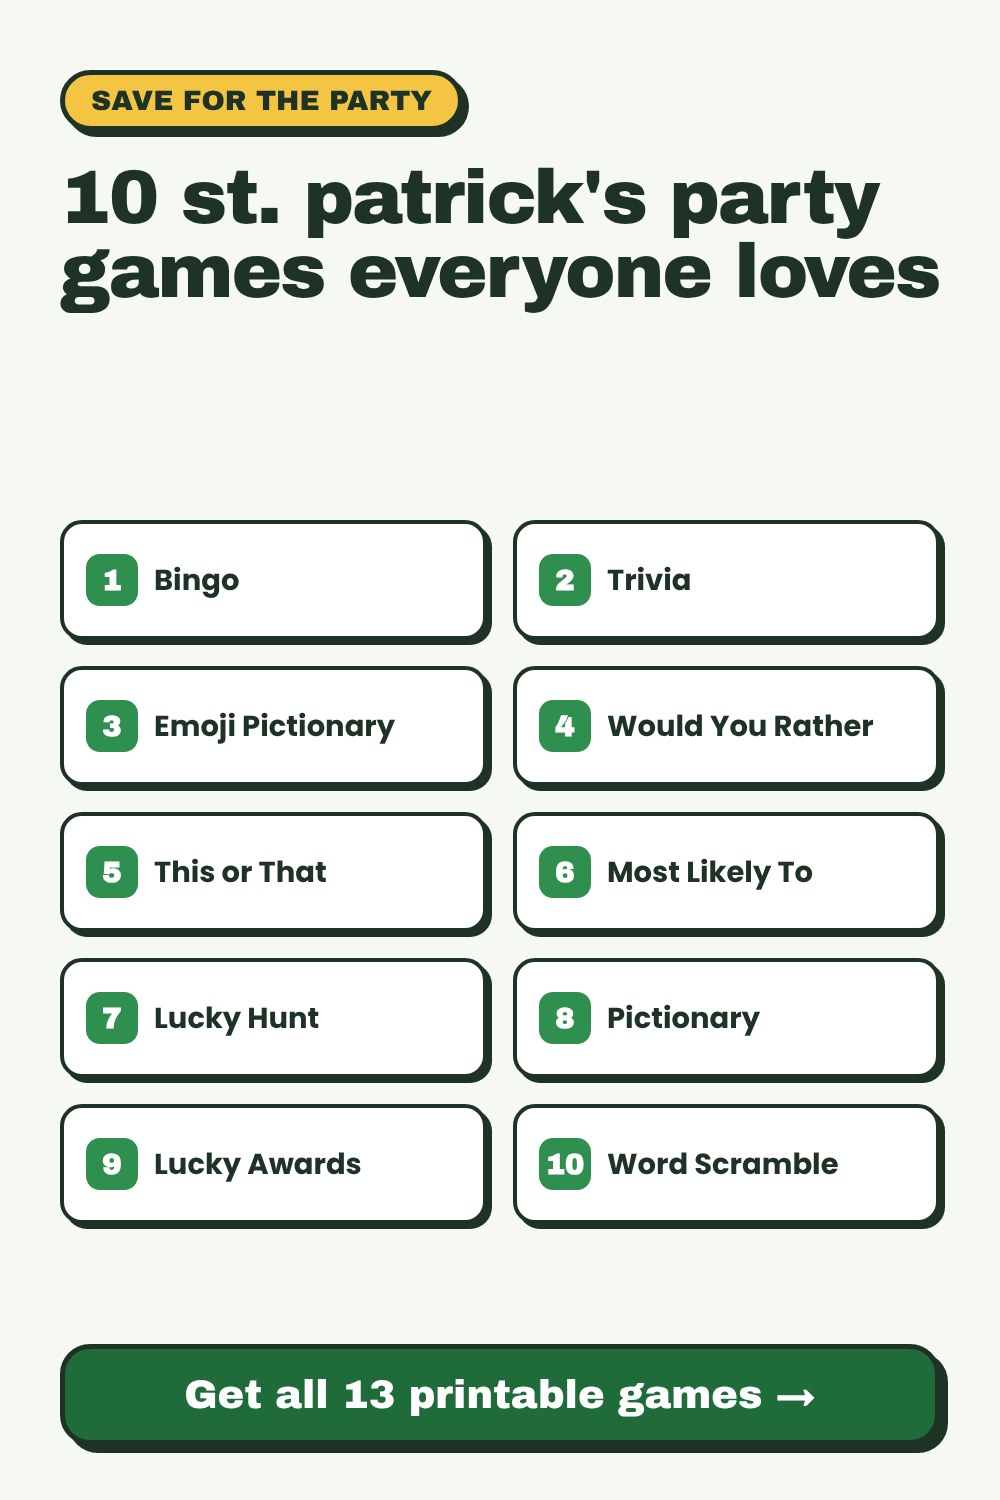 SAVE FOR THE PARTY
10 st. patrick's party
games everyone loves
1 Bingo
2 Trivia
3 Emoji Pictionary
4 Would You Rather
5 This or That
6 Most Likely To
7 Lucky Hunt
8 Pictionary
9 Lucky Awards
10 Word Scramble
Get all 13 printable games →